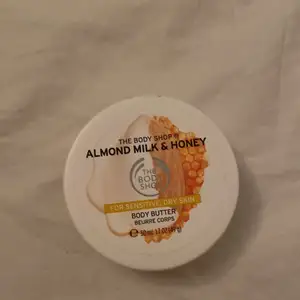 THE BODY SHOP®
ALMOND MILK & HONEY
THE
BODY
SHOP
FOR SENSITIVE, DRY SKIN
BODY BUTTER
BEURRE CORPS